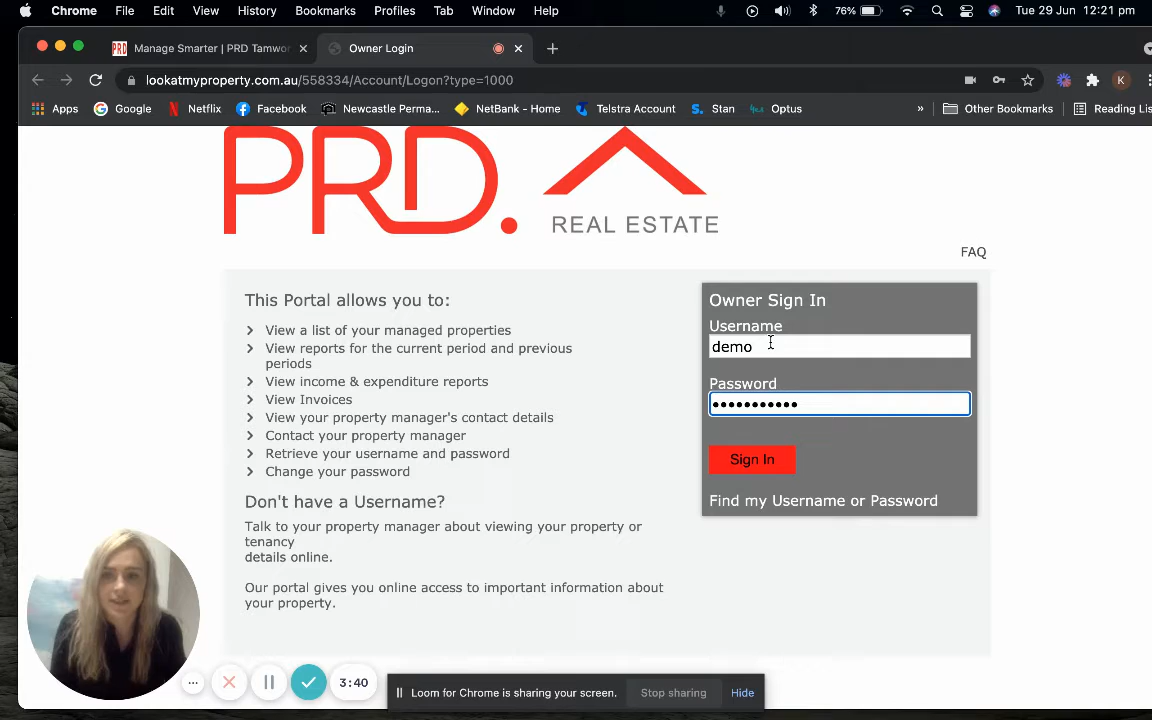 Chrome File Edit View History Bookmarks Profiles Tab Window Help 76% Tue 29 Jun 12:21 pm
PRD Manage Smarter | PRD Tamwor Owner Login
lookatmyproperty.com.au/558334/Account/Logon?type=1000 K
Apps Google Netflix Facebook Newcastle Perma... NetBank - Home Telstra Account S. Stan Optus » Other Bookmarks Reading Lis
PRD.
REAL ESTATE
FAQ
This Portal allows you to:
View a list of your managed properties
View reports for the current period and previous
periods
View income & expenditure reports
View Invoices
View your property manager's contact details
Contact your property manager
Retrieve your username and password
Change your password
Don't have a Username?
Talk to your property manager about viewing your property or
tenancy
details online.
Our portal gives you online access to important information about
your property.
Owner Sign In
Username
demo
Password
•••••••••••
Sign In
Find my Username or Password
3:40
Loom for Chrome is sharing your screen. Stop sharing Hide